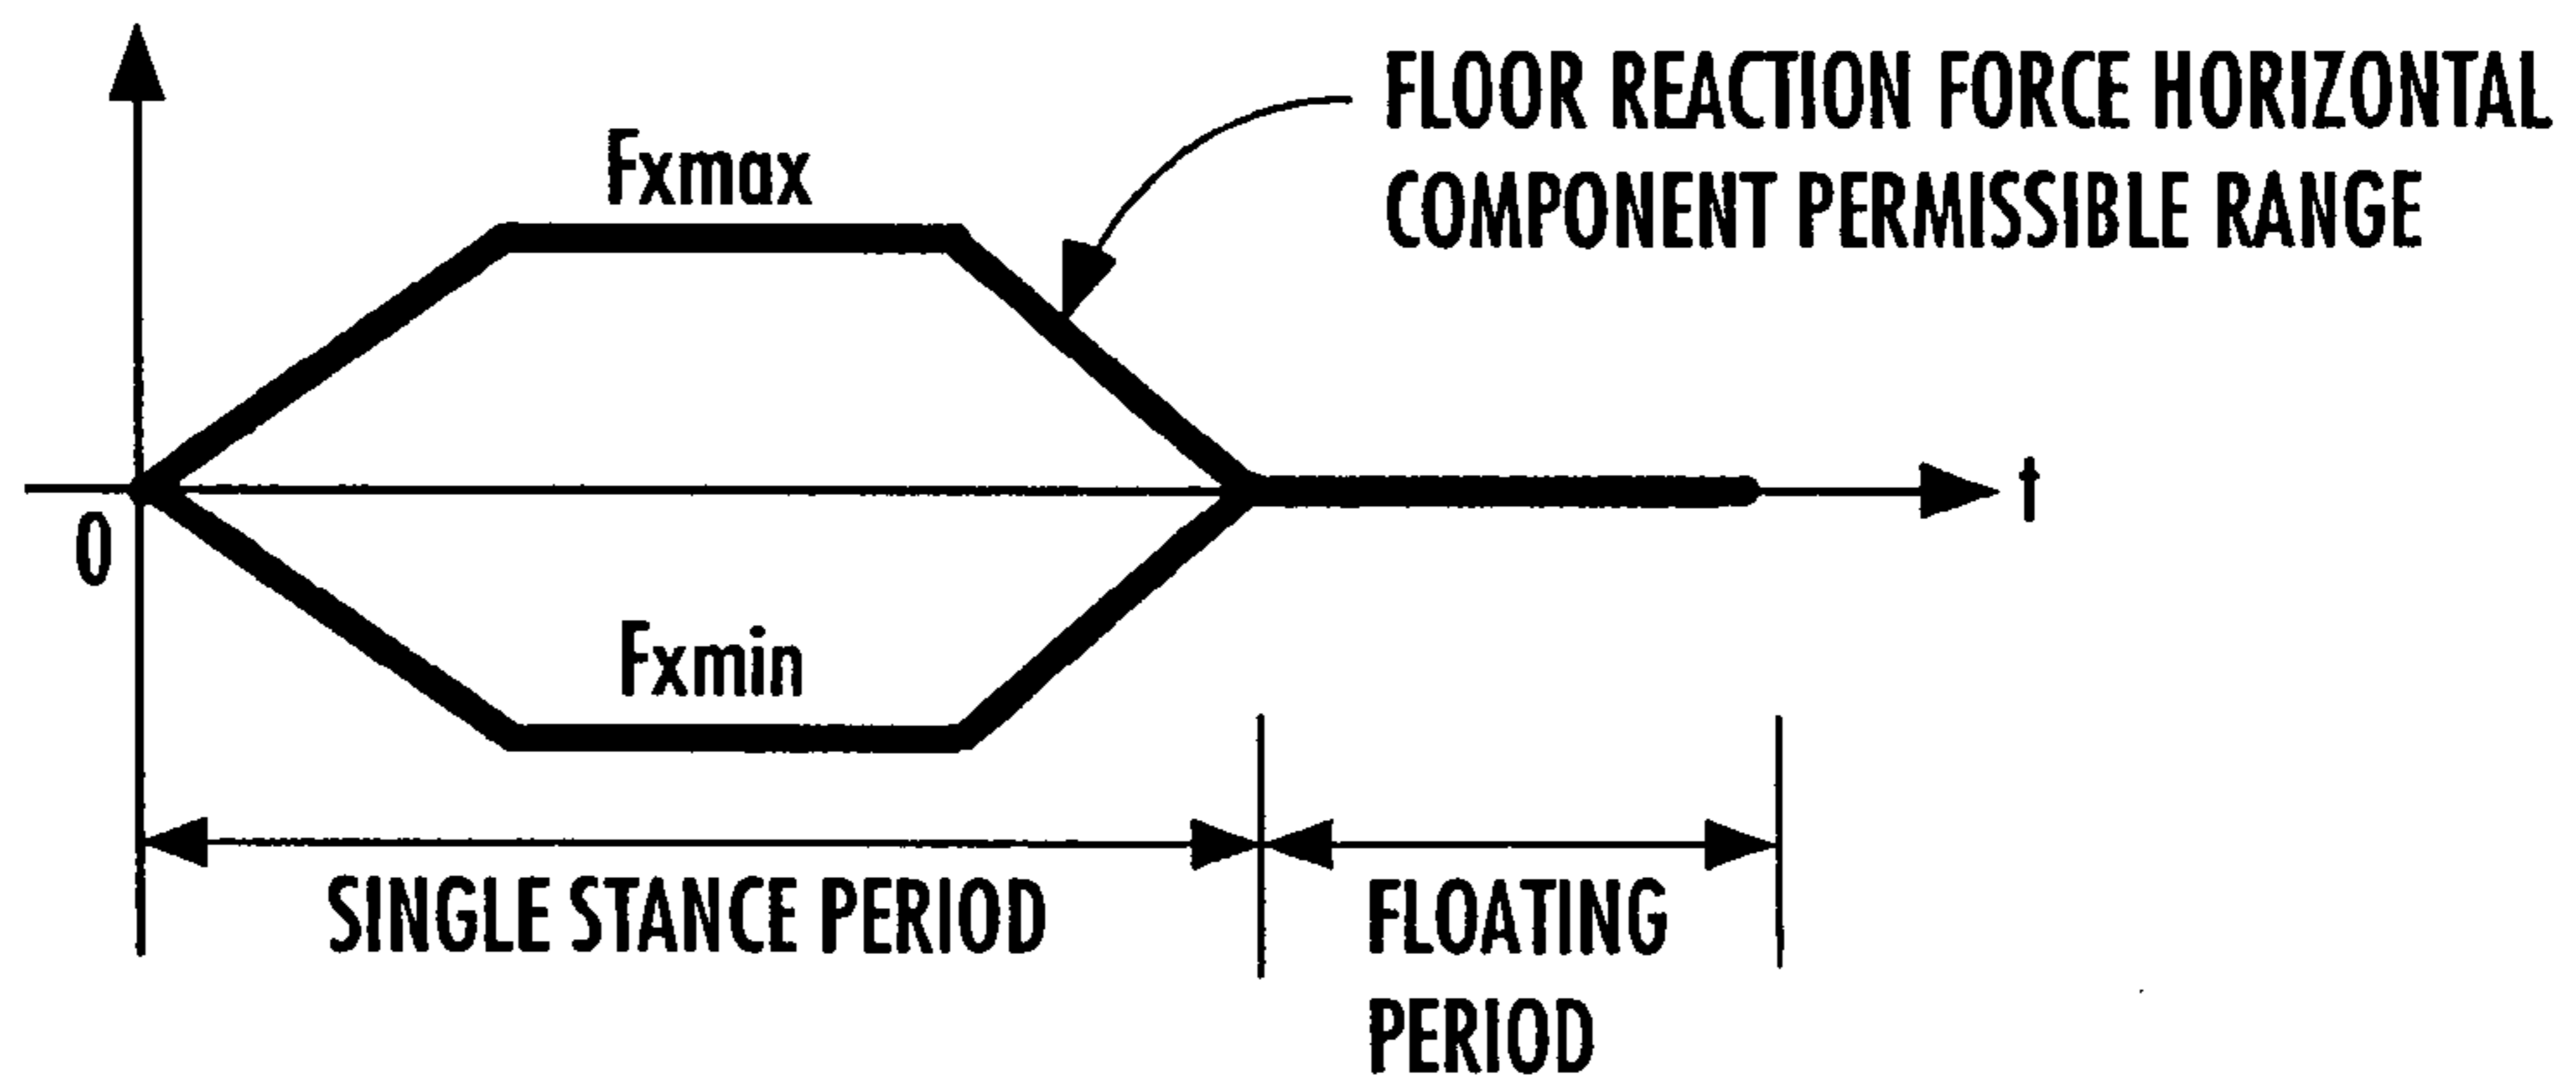 FLOOR REACTION FORCE HORIZONTAL
COMPONENT PERMISSIBLE RANGE
Fxmax
t
0
Fxmin
SINGLE STANCE PERIOD
FLOATING
PERIOD